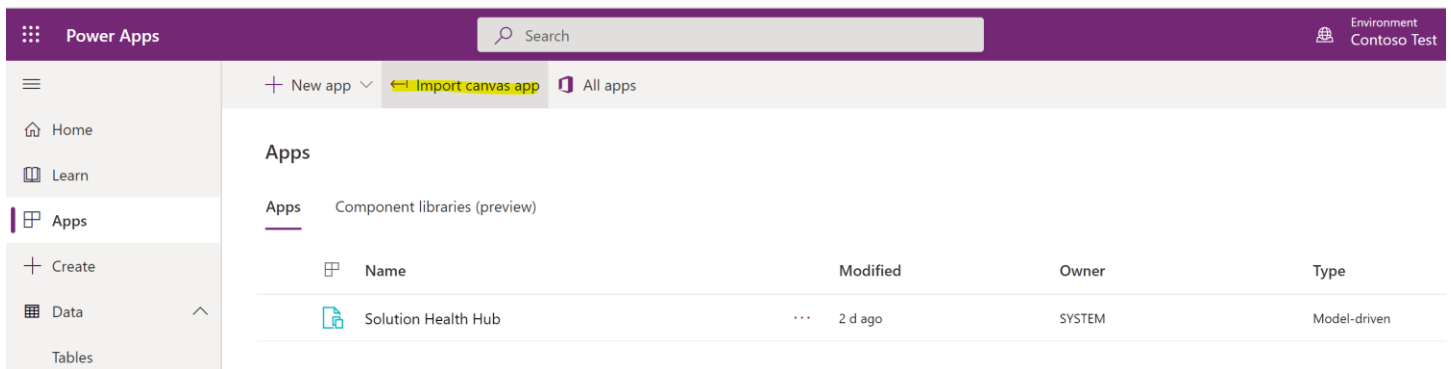 Power Apps
Search
Environment
Contoso Test
New app
Import canvas app
All apps
Home
Learn
Apps
Create
Data
Tables
Apps
Apps Component libraries (preview)
Name Modified Owner Type
Solution Health Hub ... 2 d ago SYSTEM Model-driven